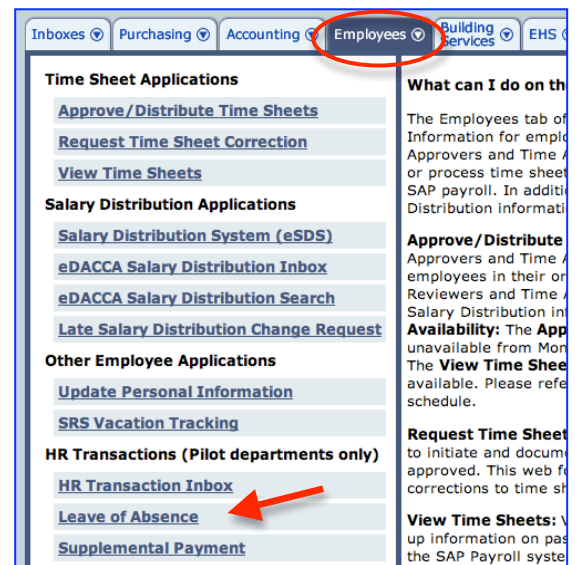 Inboxes Purchasing Accounting Employees Building Services EHS
Time Sheet Applications
Approve/Distribute Time Sheets
Request Time Sheet Correction
View Time Sheets
Salary Distribution Applications
Salary Distribution System (eSDS)
eDACCA Salary Distribution Inbox
eDACCA Salary Distribution Search
Late Salary Distribution Change Request
Other Employee Applications
Update Personal Information
SRS Vacation Tracking
HR Transactions (Pilot departments only)
HR Transaction Inbox
Leave of Absence
Supplemental Payment
What can I do on th
The Employees tab of
Information for emplo
Approvers and Time
or process time sheet
SAP payroll. In additi
Distribution informati
Approve/Distribute
Approvers and Time
employees in their or
Reviewers and Time
Salary Distribution in
Availability: The App
unavailable from Mon
The View Time Shee
available. Please refe
schedule.
Request Time Sheet
to initiate and docum
approved. This web f
corrections to time sh
View Time Sheets:
up information on pas
the SAP Payroll syste